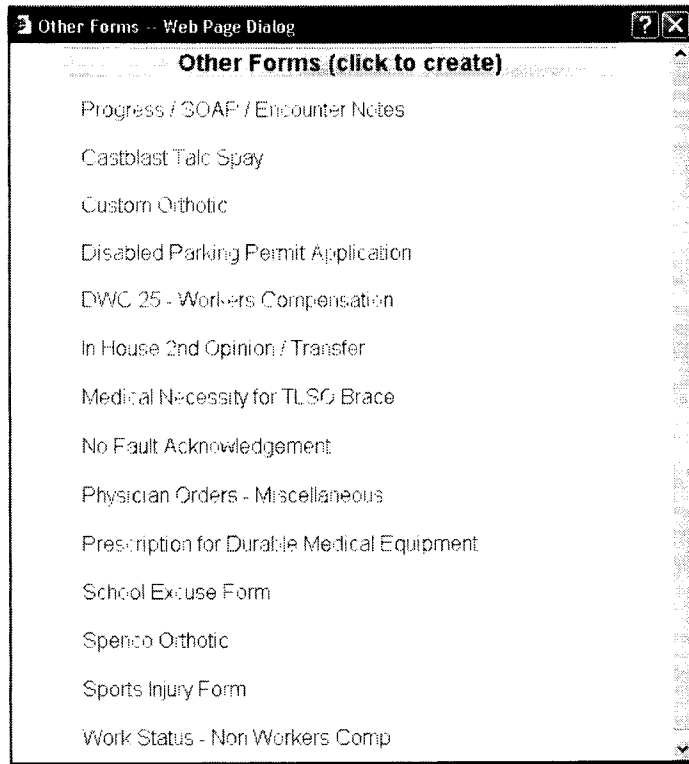 Other Forms -- Web Page Dialog
Other Forms (click to create)
Progress / SOAP / Encounter Notes
Castblast Talc Spay
Custom Orthotic
Disabled Parking Permit Application
DWC 25 - Workers Compensation
In House 2nd Opinion / Transfer
Medical Necessity for TLSO Brace
No Fault Acknowledgement
Physician Orders - Miscellaneous
Prescription for Durable Medical Equipment
School Excuse Form
Spenco Orthotic
Sports Injury Form
Work Status - Non Workers Comp